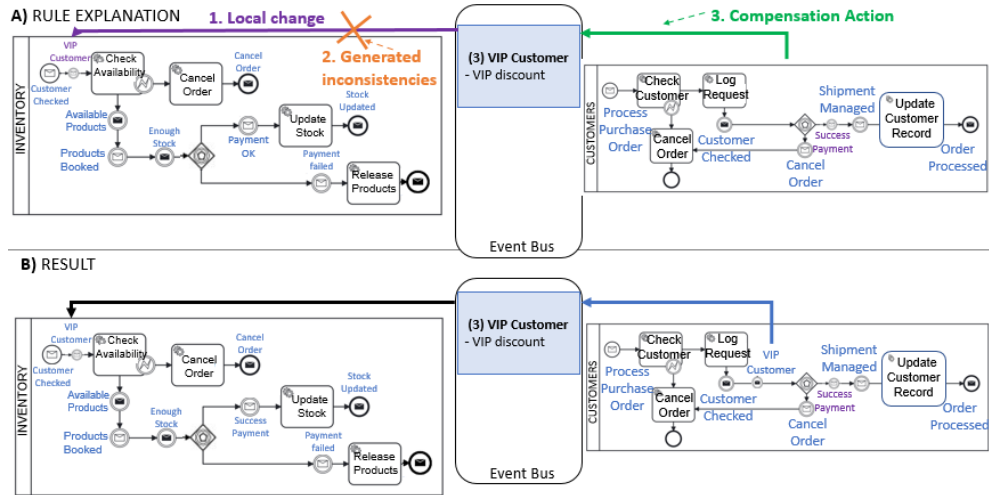 A) RULE EXPLANATION
1. Local change
3. Compensation Action
2. Generated
inconsistencies
(3) VIP Customer
- VIP discount
Event Bus
INVENTORY
VIP
Customer
Customer
Checked
Check
Availability
Cancel
Order
Cancel
Order
Available
Products
Products
Booked
Enough
Stock
Payment
OK
Update
Stock
Stock
Updated
Payment
failed
Release
Products
CUSTOMERS
Process
Purchase
Order
Check
Customer
Log
Request
Cancel
Order
Customer
Checked
Success
Payment
Cancel
Order
Shipment
Managed
Update
Customer
Record
Order
Processed
B) RESULT
(3) VIP Customer
- VIP discount
Event Bus
INVENTORY
VIP
Customer
Customer
Checked
Check
Availability
Cancel
Order
Cancel
Order
Available
Products
Products
Booked
Enough
Stock
Success
Payment
Update
Stock
Stock
Updated
Payment
failed
Release
Products
CUSTOMERS
Process
Purchase
Order
Check
Customer
Log
Request
Cancel
Order
VIP
Customer
Customer
Checked
Success
Payment
Cancel
Order
Shipment
Managed
Update
Customer
Record
Order
Processed